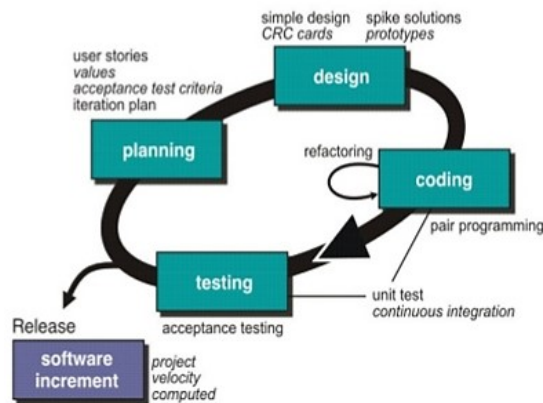 simple design
CRC cards
spike solutions
prototypes
design
user stories
values
acceptance test criteria
iteration plan
planning
refactoring
coding
pair programming
testing
acceptance testing
unit test
continuous integration
Release
software
increment
project
velocity
computed